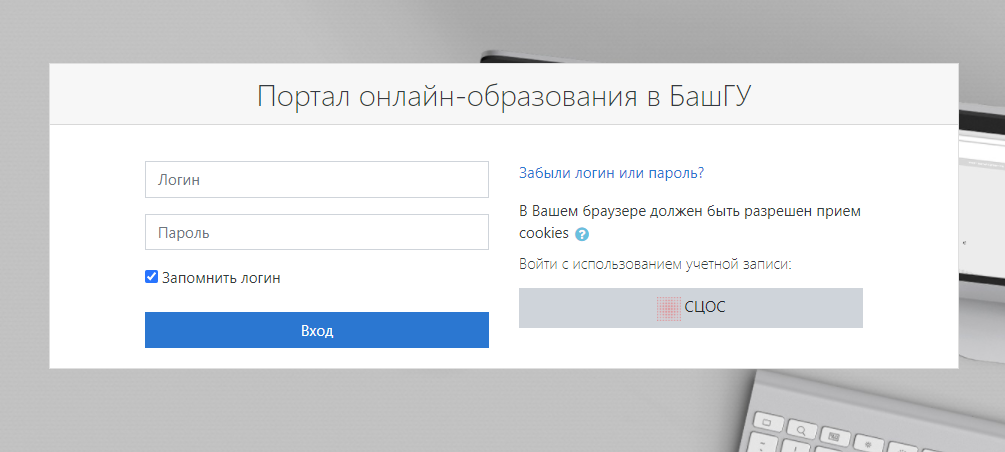 Портал онлайн-образования в БашГУ
Логин
Пароль
Запомнить логин
Вход
Забыли логин или пароль?
В Вашем браузере должен быть разрешен прием
cookies ?
Войти с использованием учетной записи:
СЦОС